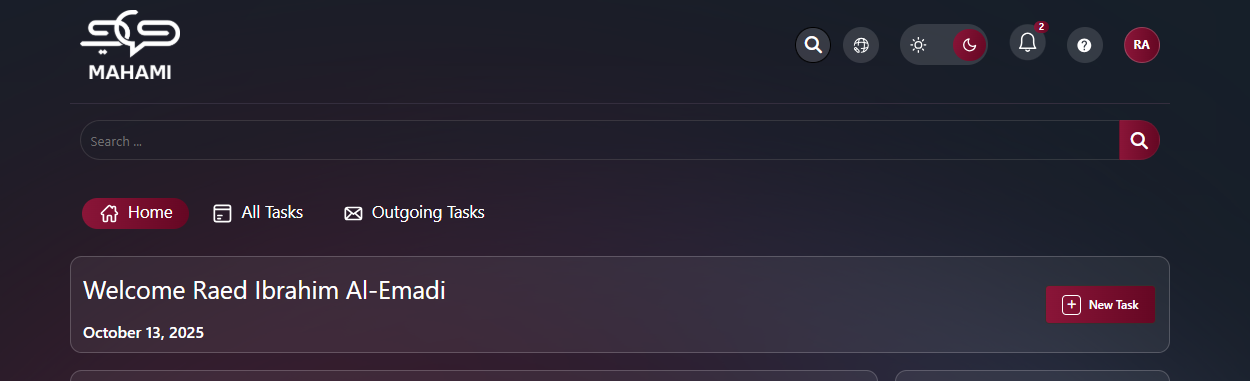 MAHAMI
2
RA
Search ...
Home
All Tasks
Outgoing Tasks
Welcome Raed Ibrahim Al-Emadi
New Task
October 13, 2025